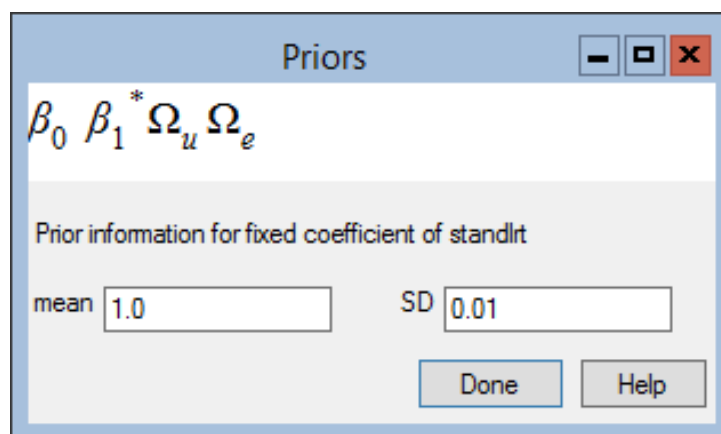 Priors
β₀ β₁* Ωᵤ Ωₑ
Prior information for fixed coefficient of standlrt
mean 1.0 SD 0.01
Done Help